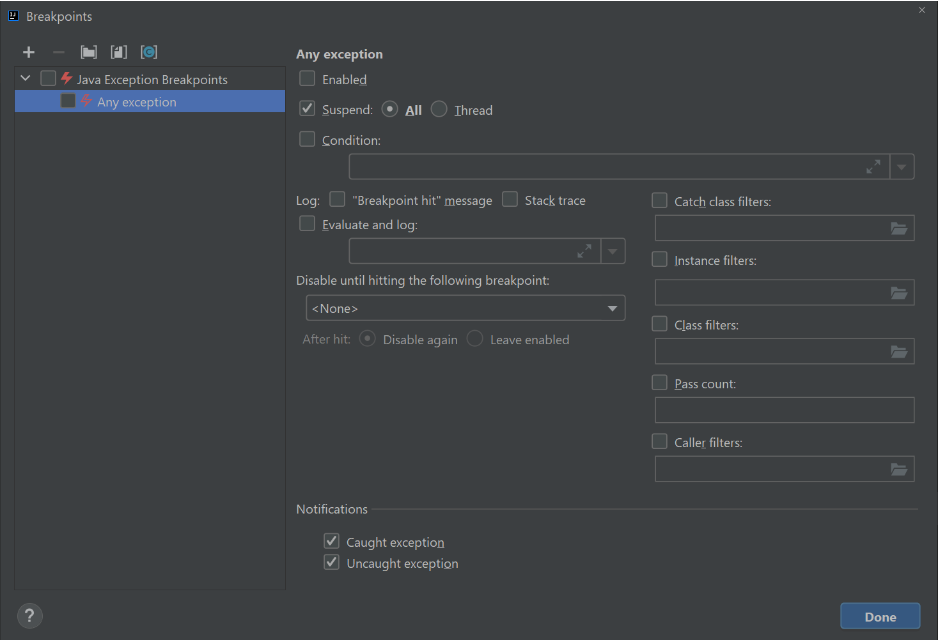 Breakpoints
Any exception
Java Exception Breakpoints
Any exception
Enabled
Suspend: All Thread
Condition:
Log: "Breakpoint hit" message Stack trace
Evaluate and log:
Disable until hitting the following breakpoint:
<None>
After hit: Disable again Leave enabled
Catch class filters:
Instance filters:
Class filters:
Pass count:
Caller filters:
Notifications
Caught exception
Uncaught exception
?
Done